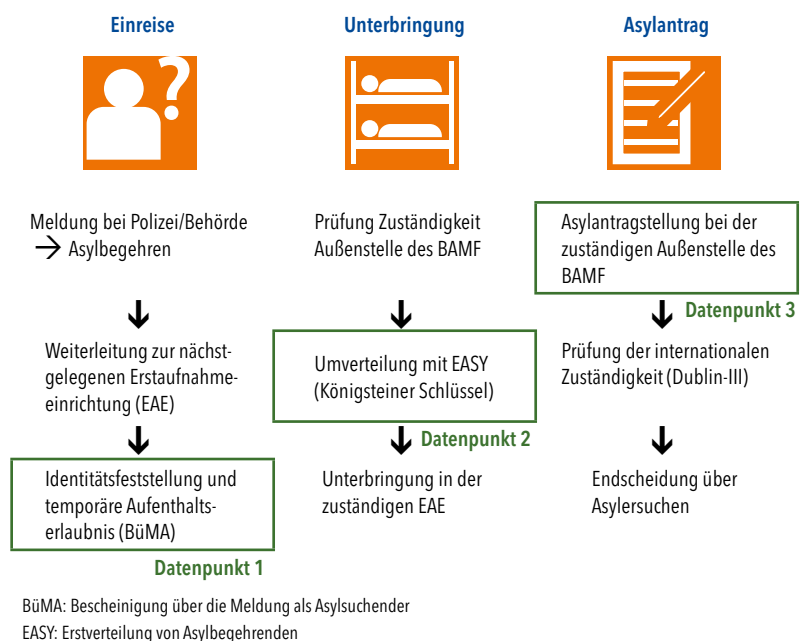 Einreise
Meldung bei Polizei/Behörde
→ Asylbegehren
Weiterleitung zur nächst-
gelegenen Erstaufnahme-
einrichtung (EAE)
Identitätsfeststellung und
temporäre Aufenthalts-
erlaubnis (BüMA)
Datenpunkt 1
Unterbringung
Prüfung Zuständigkeit
Außenstelle des BAMF
Umverteilung mit EASY
(Königsteiner Schlüssel)
Datenpunkt 2
Unterbringung in der
zuständigen EAE
Asylantrag
Asylantragstellung bei der
zuständigen Außenstelle des
BAMF
Datenpunkt 3
Prüfung der internationalen
Zuständigkeit (Dublin-III)
Endscheidung über
Asylersuchen
BüMA: Bescheinigung über die Meldung als Asylsuchender
EASY: Erstverteilung von Asylbegehrenden